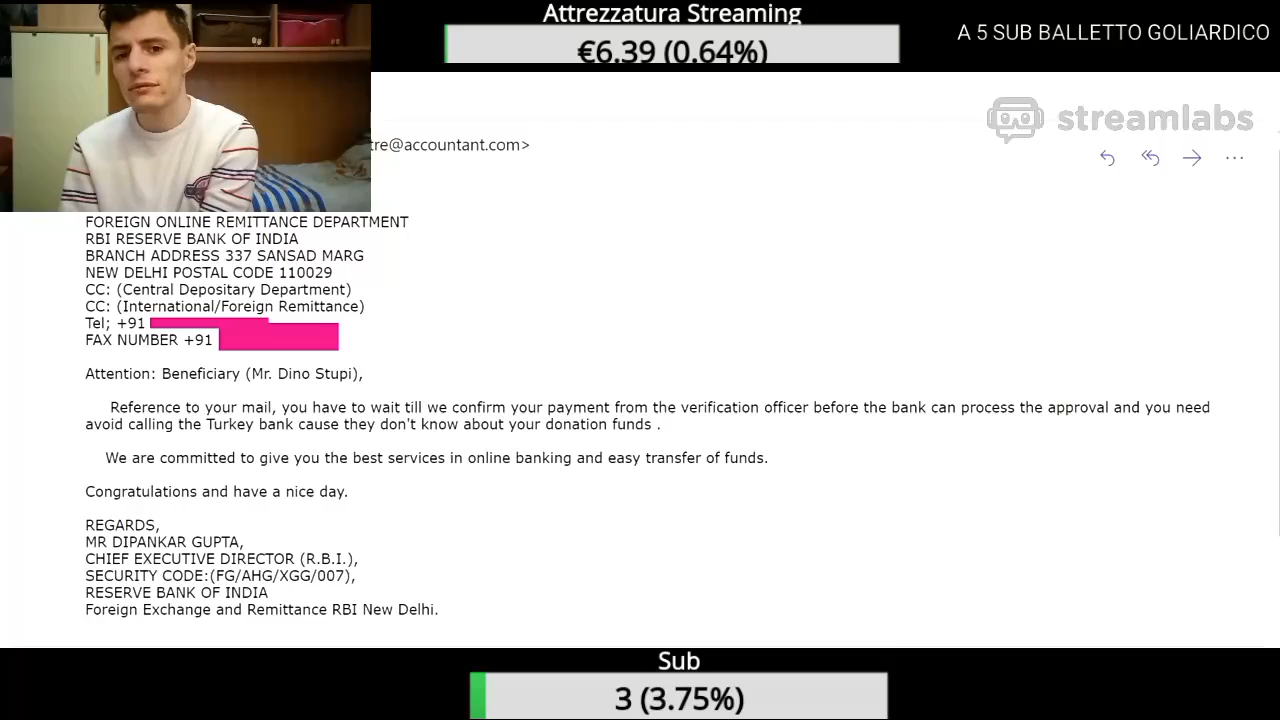 Attrezzatura Streaming
€6.39 (0.64%)
A 5 SUB BALLETTO GOLIARDICO
streamlabs
tre@accountant.com>
FOREIGN ONLINE REMITTANCE DEPARTMENT
RBI RESERVE BANK OF INDIA
BRANCH ADDRESS 337 SANSAD MARG
NEW DELHI POSTAL CODE 110029
CC: (Central Depositary Department)
CC: (International/Foreign Remittance)
Tel; +91
FAX NUMBER +91
Attention: Beneficiary (Mr. Dino Stupi),
Reference to your mail, you have to wait till we confirm your payment from the verification officer before the bank can process the approval and you need
avoid calling the Turkey bank cause they don't know about your donation funds .
We are committed to give you the best services in online banking and easy transfer of funds.
Congratulations and have a nice day.
REGARDS,
MR DIPANKAR GUPTA,
CHIEF EXECUTIVE DIRECTOR (R.B.I.),
SECURITY CODE:(FG/AHG/XGG/007),
RESERVE BANK OF INDIA
Foreign Exchange and Remittance RBI New Delhi.
Sub
3 (3.75%)